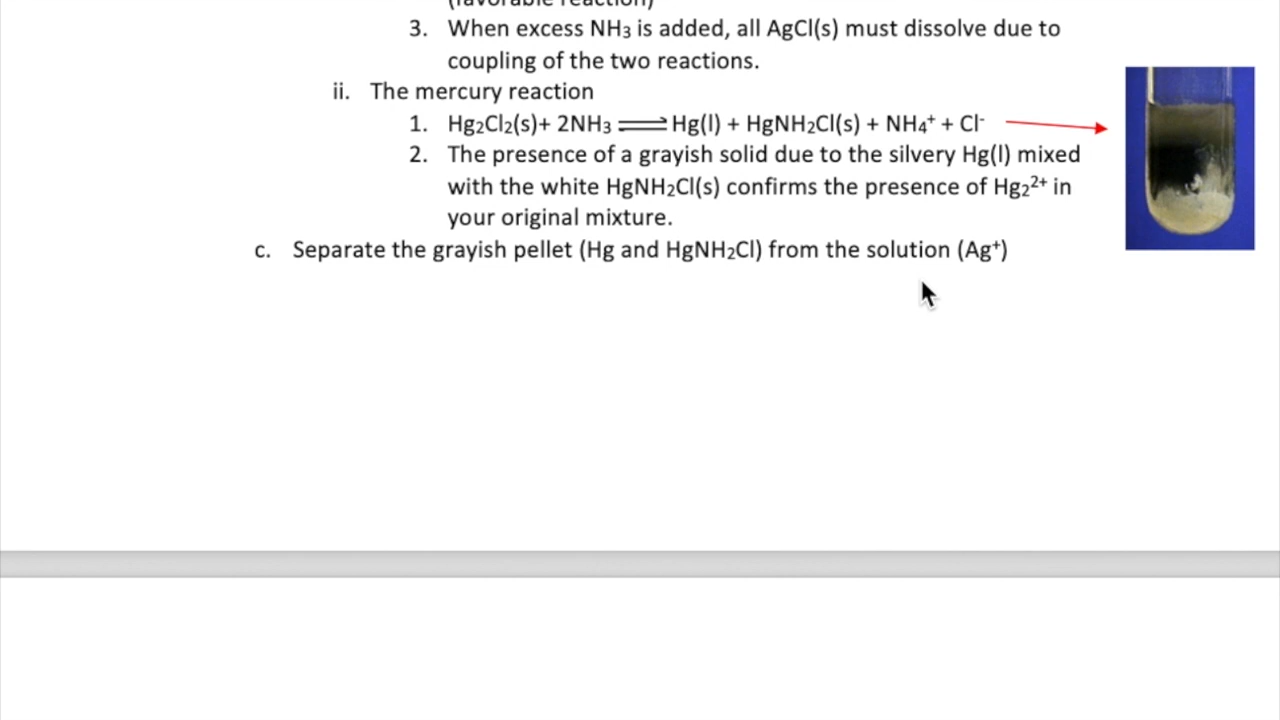 (favorable reaction)
3. When excess NH₃ is added, all AgCl(s) must dissolve due to
coupling of the two reactions.
ii. The mercury reaction
1. Hg₂Cl₂(s)+ 2NH₃ ⇌ Hg(l) + HgNH₂Cl(s) + NH₄⁺ + Cl⁻
2. The presence of a grayish solid due to the silvery Hg(l) mixed
with the white HgNH₂Cl(s) confirms the presence of Hg₂²⁺ in
your original mixture.
c. Separate the grayish pellet (Hg and HgNH₂Cl) from the solution (Ag⁺)